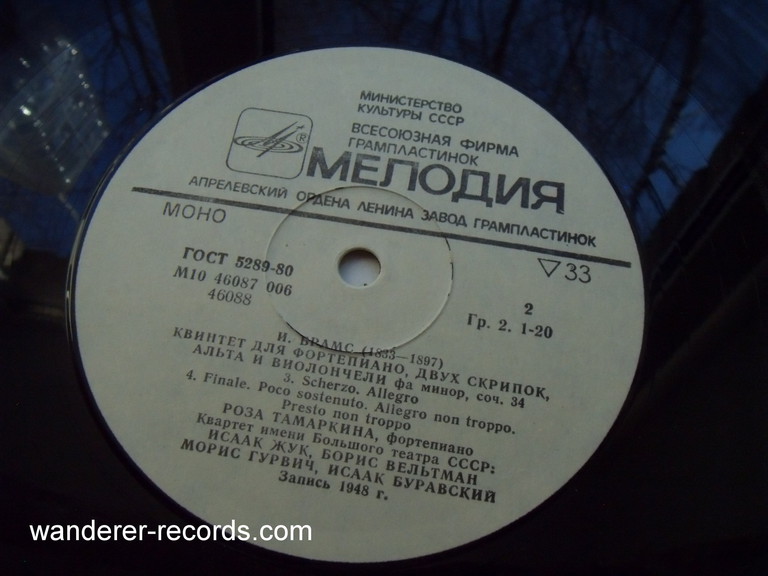 МИНИСТЕРСТВО
КУЛЬТУРЫ СССР
ВСЕСОЮЗНАЯ ФИРМА
ГРАМПЛАСТИНОК
®
МЕЛОДИЯ
АПРЕЛЕВСКИЙ ОРДЕНА ЛЕНИНА ЗАВОД ГРАМПЛАСТИНОК
МОНО
▽33
ГОСТ 5289-80
М10 46087 006
46088
2
Гр. 2. 1-20
И. БРАМС (1833—1897)
КВИНТЕТ ДЛЯ ФОРТЕПИАНО, ДВУХ СКРИПОК,
АЛЬТА И ВИОЛОНЧЕЛИ фа минор, соч. 34
3. Scherzo. Allegro
4. Finale. Poco sostenuto. Allegro non troppo.
Presto non troppo
РОЗА ТАМАРКИНА, фортепиано
Квартет имени Большого театра СССР:
ИСААК ЖУК, БОРИС ВЕЛЬТМАН
МОРИС ГУРВИЧ, ИСААК БУРАВСКИЙ
Запись 1948 г.
wanderer-records.com